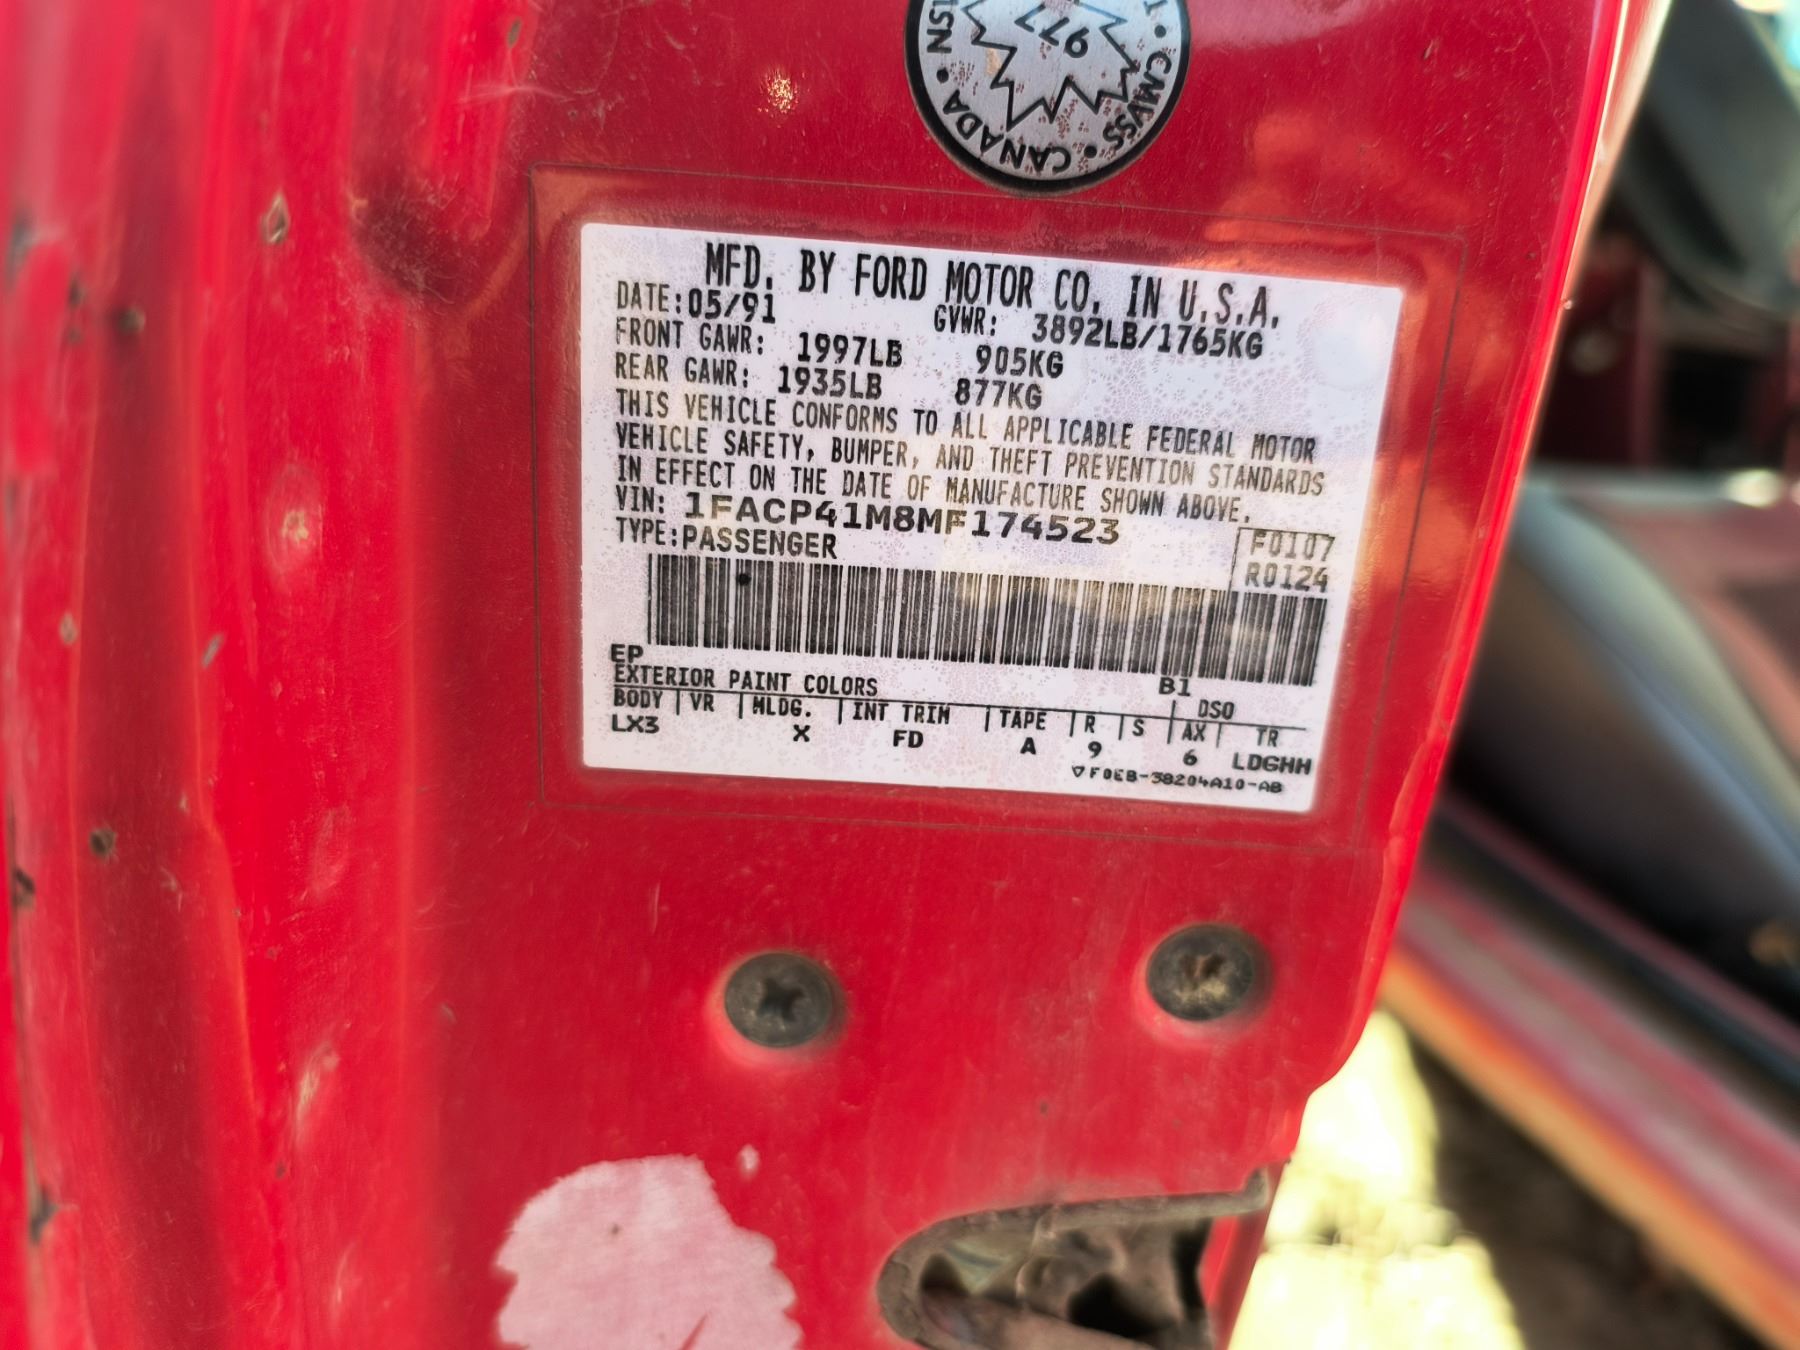 LSN • CANADA • CMVSS • T
977
MFD. BY FORD MOTOR CO. IN U.S.A.
DATE: 05/91 GVWR: 3892LB/1765KG
FRONT GAWR: 1997LB 905KG
REAR GAWR: 1935LB 877KG
THIS VEHICLE CONFORMS TO ALL APPLICABLE FEDERAL MOTOR
VEHICLE SAFETY, BUMPER, AND THEFT PREVENTION STANDARDS
IN EFFECT ON THE DATE OF MANUFACTURE SHOWN ABOVE.
VIN: 1FACP41M8MF174523
TYPE: PASSENGER
F0107
R0124
EP B1
EXTERIOR PAINT COLORS DSO
BODY VR MLDG. INT TRIM TAPE R S AX TR
LX3 X FD A 9 6 LDGHH
▽F0EB-38204A10-AB